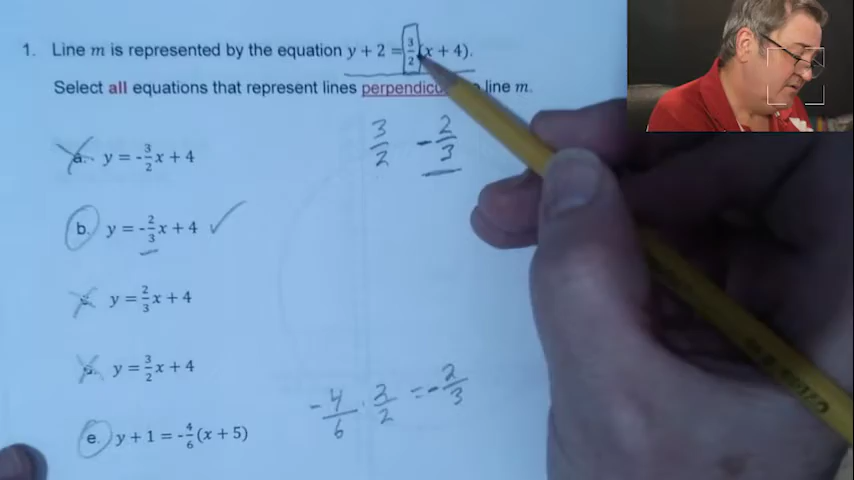 1. Line m is represented by the equation y + 2 = 3/2(x + 4).
Select all equations that represent lines line m.
3/2 -2/3
a. y = -3/2x + 4
b. y = -2/3x + 4 ✓
y = 2/3x + 4
y = 3/2x + 4
-4/6 · 3/2 = -2/3
e. y + 1 = -4/6(x + 5)